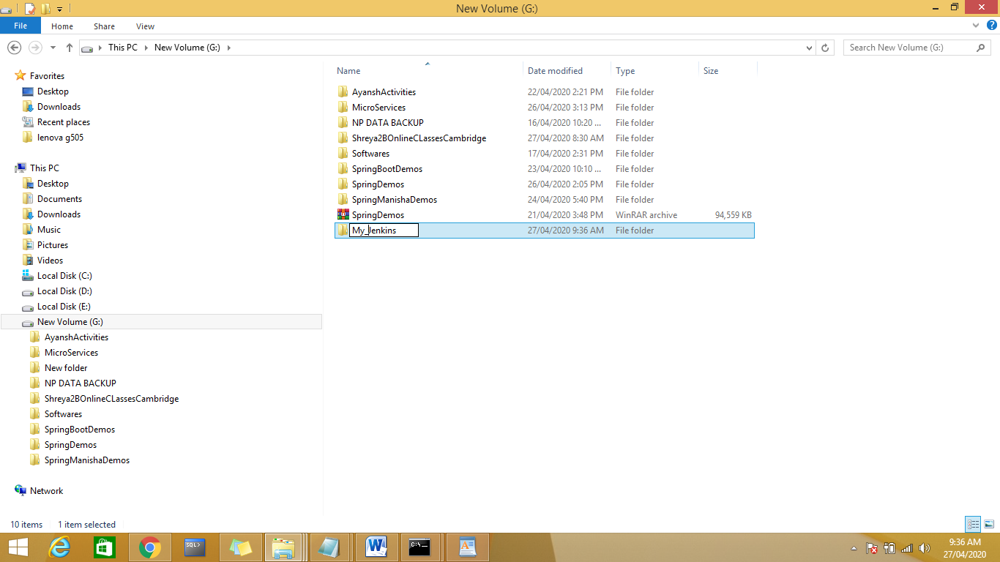 New Volume (G:)
File Home Share View
This PC New Volume (G:) Search New Volume (G:)
Favorites
Desktop
Downloads
Recent places
lenova g505
This PC
Desktop
Documents
Downloads
Music
Pictures
Videos
Local Disk (C:)
Local Disk (D:)
Local Disk (E:)
New Volume (G:)
AyanshActivities
MicroServices
New folder
NP DATA BACKUP
Shreya2BOnlineCLassesCambridge
Softwares
SpringBootDemos
SpringDemos
SpringManishaDemos
Network
Name Date modified Type Size
AyanshActivities 22/04/2020 2:21 PM File folder
MicroServices 26/04/2020 3:13 PM File folder
NP DATA BACKUP 16/04/2020 10:20 ... File folder
Shreya2BOnlineCLassesCambridge 27/04/2020 8:30 AM File folder
Softwares 17/04/2020 2:31 PM File folder
SpringBootDemos 23/04/2020 10:10 ... File folder
SpringDemos 26/04/2020 2:05 PM File folder
SpringManishaDemos 24/04/2020 5:40 PM File folder
SpringDemos 21/04/2020 3:48 PM WinRAR archive 94,559 KB
My_Jenkins 27/04/2020 9:36 AM File folder
10 items 1 item selected
SQL>
C:\
9:36 AM
27/04/2020